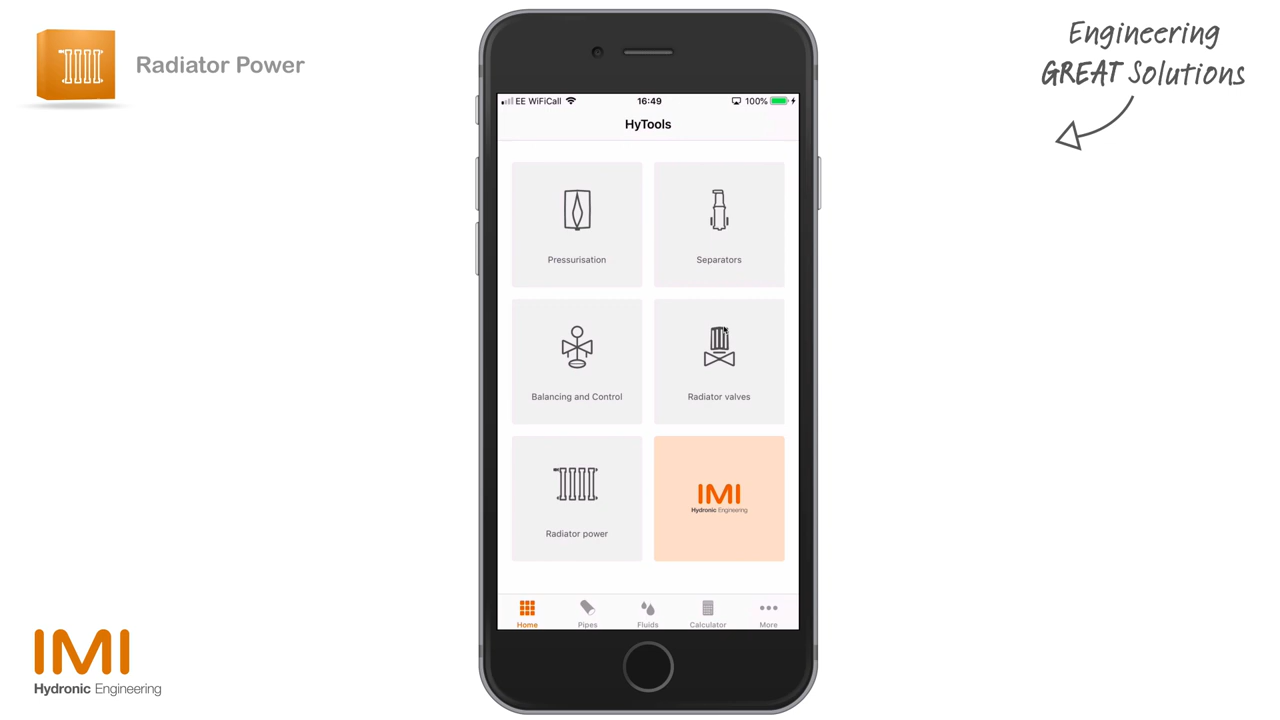 Radiator Power
Engineering
GREAT Solutions
EE WiFiCall
16:49
100%
HyTools
Pressurisation
Separators
Balancing and Control
Radiator valves
Radiator power
IMI
Hydronic Engineering
Home
Pipes
Fluids
Calculator
More
IMI
Hydronic Engineering